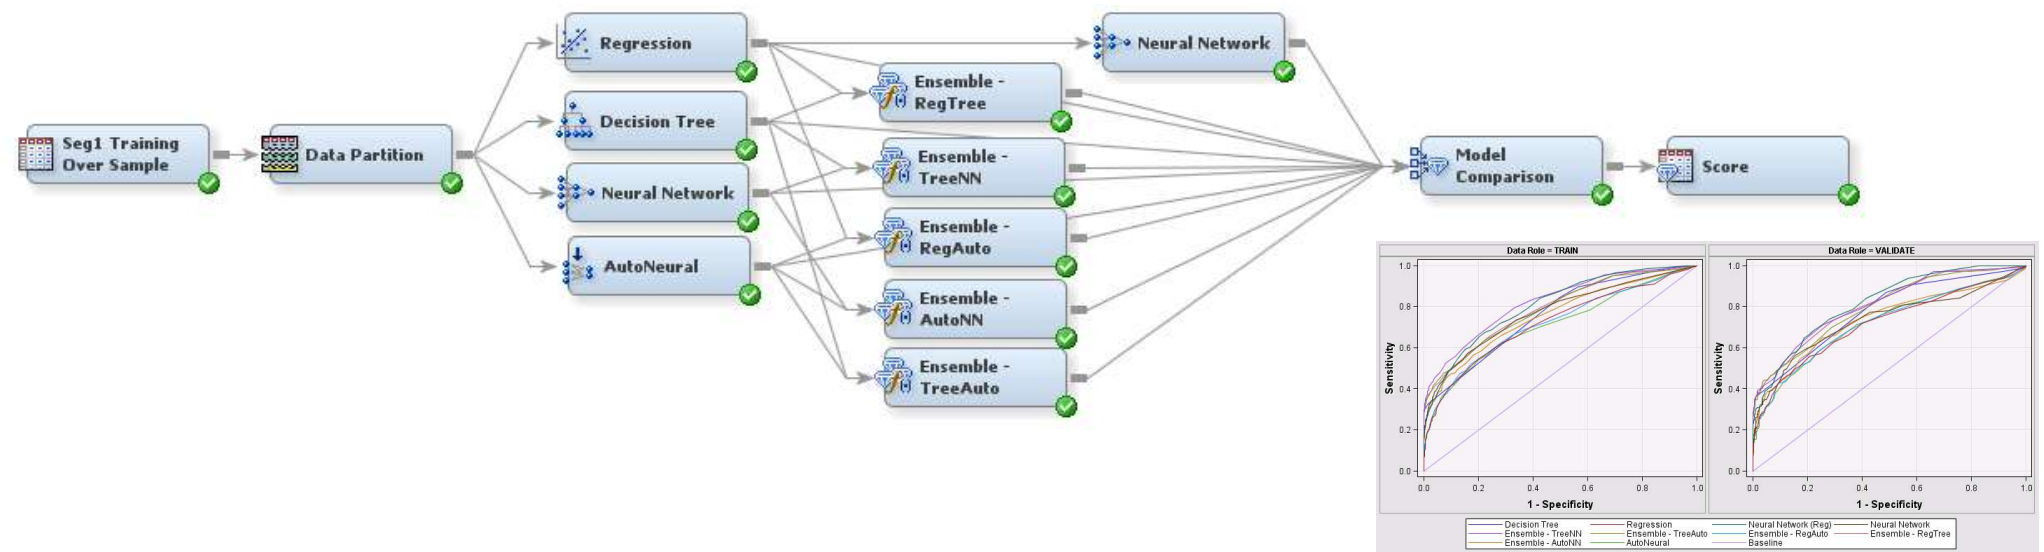 Seg1 Training
Over Sample
Data Partition
Regression
Decision Tree
Neural Network
AutoNeural
Ensemble -
RegTree
Ensemble -
TreeNN
Ensemble -
RegAuto
Ensemble -
AutoNN
Ensemble -
TreeAuto
Neural Network
Model
Comparison
Score
Data Role = TRAIN
Sensitivity
1.0
0.8
0.6
0.4
0.2
0.0
0.0 0.2 0.4 0.6 0.8 1.0
1 - Specificity
Data Role = VALIDATE
Sensitivity
1.0
0.8
0.6
0.4
0.2
0.0
0.0 0.2 0.4 0.6 0.8 1.0
1 - Specificity
Decision Tree Regression Neural Network (Reg) Neural Network
Ensemble - TreeNN Ensemble - TreeAuto Ensemble - RegAuto Ensemble - RegTree
Ensemble - AutoNN AutoNeural Baseline